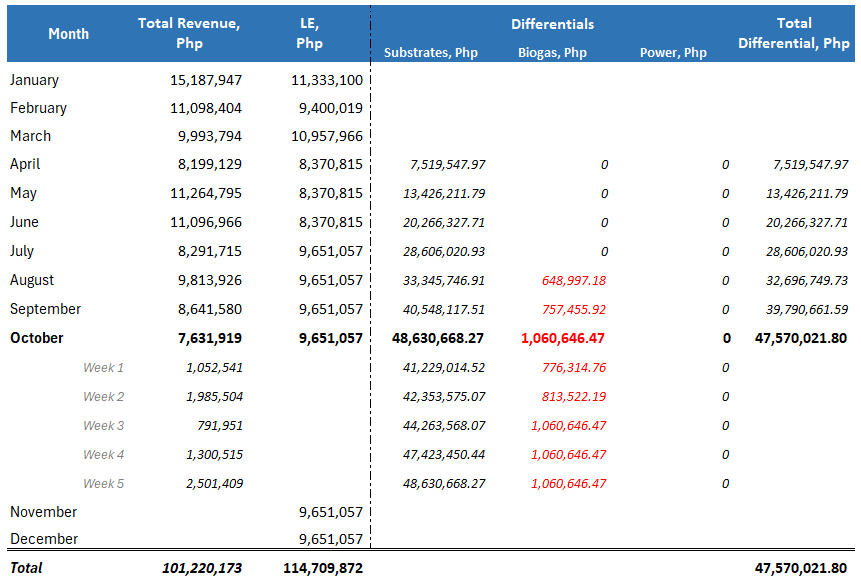 Month Total Revenue, Php LE, Php Differentials Total Differential, Php
Substrates, Php Biogas, Php Power, Php
January 15,187,947 11,333,100
February 11,098,404 9,400,019
March 9,993,794 10,957,966
April 8,199,129 8,370,815 7,519,547.97 0 0 7,519,547.97
May 11,264,795 8,370,815 13,426,211.79 0 0 13,426,211.79
June 11,096,966 8,370,815 20,266,327.71 0 0 20,266,327.71
July 8,291,715 9,651,057 28,606,020.93 0 0 28,606,020.93
August 9,813,926 9,651,057 33,345,746.91 648,997.18 0 32,696,749.73
September 8,641,580 9,651,057 40,548,117.51 757,455.92 0 39,790,661.59
October 7,631,919 9,651,057 48,630,668.27 1,060,646.47 0 47,570,021.80
Week 1 1,052,541 41,229,014.52 776,314.76 0
Week 2 1,985,504 42,353,575.07 813,522.19 0
Week 3 791,951 44,263,568.07 1,060,646.47 0
Week 4 1,300,515 47,423,450.44 1,060,646.47 0
Week 5 2,501,409 48,630,668.27 1,060,646.47 0
November 9,651,057
December 9,651,057
Total 101,220,173 114,709,872 47,570,021.80